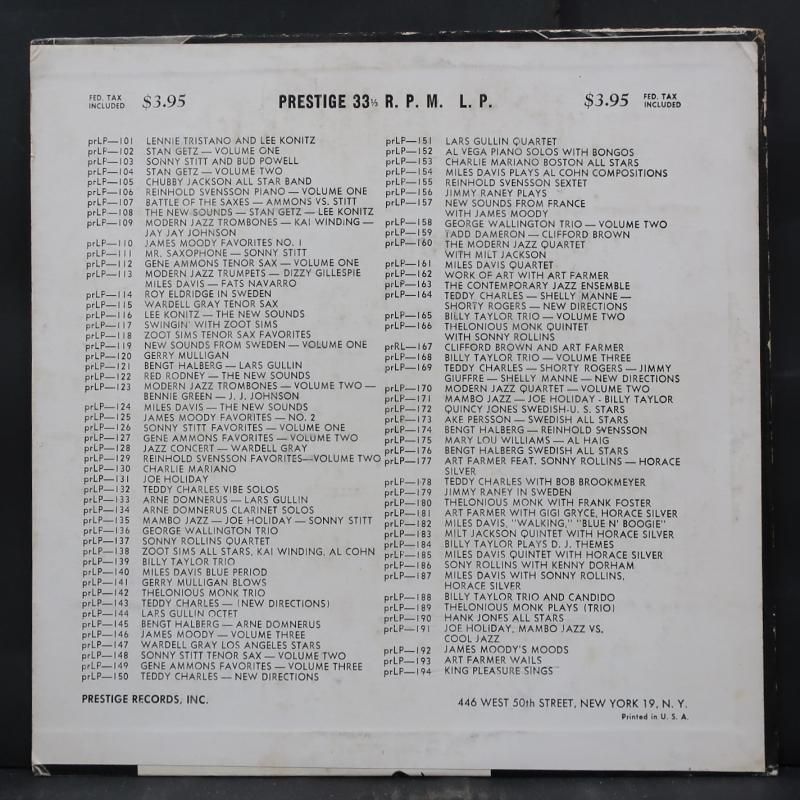 FED. TAX
INCLUDED $3.95 PRESTIGE 33⅓ R. P. M. L. P. $3.95 FED. TAX
INCLUDED
prLP—101 LENNIE TRISTANO AND LEE KONITZ
prLP—102 STAN GETZ — VOLUME ONE
prLP—103 SONNY STITT AND BUD POWELL
prLP—104 STAN GETZ — VOLUME TWO
prLP—105 CHUBBY JACKSON ALL STAR BAND
prLP—106 REINHOLD SVENSSON PIANO — VOLUME ONE
prLP—107 BATTLE OF THE SAXES — AMMONS VS. STITT
prLP—108 THE NEW SOUNDS — STAN GETZ — LEE KONITZ
prLP—109 MODERN JAZZ TROMBONES — KAI WINDING —
JAY JAY JOHNSON
prLP—110 JAMES MOODY FAVORITES NO. 1
prLP—111 MR. SAXOPHONE — SONNY STITT
prLP—112 GENE AMMONS TENOR SAX — VOLUME ONE
prLP—113 MODERN JAZZ TRUMPETS — DIZZY GILLESPIE
MILES DAVIS — FATS NAVARRO
prLP—114 ROY ELDRIDGE IN SWEDEN
prLP—115 WARDELL GRAY TENOR SAX
prLP—116 LEE KONITZ — THE NEW SOUNDS
prLP—117 SWINGIN' WITH ZOOT SIMS
prLP—118 ZOOT SIMS TENOR SAX FAVORITES
prLP—119 NEW SOUNDS FROM SWEDEN — VOLUME ONE
prLP—120 GERRY MULLIGAN
prLP—121 BENGT HALBERG — LARS GULLIN
prLP—122 RED RODNEY — THE NEW SOUNDS
prLP—123 MODERN JAZZ TROMBONES — VOLUME TWO —
BENNIE GREEN — J. J. JOHNSON
prLP—124 MILES DAVIS — THE NEW SOUNDS
prLP—125 JAMES MOODY FAVORITES — NO. 2
prLP—126 SONNY STITT FAVORITES — VOLUME ONE
prLP—127 GENE AMMONS FAVORITES — VOLUME TWO
prLP—128 JAZZ CONCERT — WARDELL GRAY
prLP—129 REINHOLD SVENSSON FAVORITES—VOLUME TWO
prLP—130 CHARLIE MARIANO
prLP—131 JOE HOLIDAY
prLP—132 TEDDY CHARLES VIBE SOLOS
prLP—133 ARNE DOMNERUS — LARS GULLIN
prLP—134 ARNE DOMNERUS CLARINET SOLOS
prLP—135 MAMBO JAZZ — JOE HOLIDAY — SONNY STITT
prLP—136 GEORGE WALLINGTON TRIO
prLP—137 SONNY ROLLINS QUARTET
prLP—138 ZOOT SIMS ALL STARS, KAI WINDING, AL COHN
prLP—139 BILLY TAYLOR TRIO
prLP—140 MILES DAVIS BLUE PERIOD
prLP—141 GERRY MULLIGAN BLOWS
prLP—142 THELONIOUS MONK TRIO
prLP—143 TEDDY CHARLES — (NEW DIRECTIONS)
prLP—144 LARS GULLIN OCTET
prLP—145 BENGT HALBERG — ARNE DOMNERUS
prLP—146 JAMES MOODY — VOLUME THREE
prLP—147 WARDELL GRAY LOS ANGELES STARS
prLP—148 SONNY STITT TENOR SAX — VOLUME TWO
prLP—149 GENE AMMONS FAVORITES — VOLUME THREE
prLP—150 TEDDY CHARLES — NEW DIRECTIONS
prLP—151 LARS GULLIN QUARTET
prLP—152 AL VEGA PIANO SOLOS WITH BONGOS
prLP—153 CHARLIE MARIANO BOSTON ALL STARS
prLP—154 MILES DAVIS PLAYS AL COHN COMPOSITIONS
prLP—155 REINHOLD SVENSSON SEXTET
prLP—156 JIMMY RANEY PLAYS
prLP—157 NEW SOUNDS FROM FRANCE
WITH JAMES MOODY
prLP—158 GEORGE WALLINGTON TRIO — VOLUME TWO
prLP—159 TADD DAMERON — CLIFFORD BROWN
prLP—160 THE MODERN JAZZ QUARTET
WITH MILT JACKSON
prLP—161 MILES DAVIS QUARTET
prLP—162 WORK OF ART WITH ART FARMER
prLP—163 THE CONTEMPORARY JAZZ ENSEMBLE
prLP—164 TEDDY CHARLES — SHELLY MANNE —
SHORTY ROGERS — NEW DIRECTIONS
prLP—165 BILLY TAYLOR TRIO — VOLUME TWO
prLP—166 THELONIOUS MONK QUINTET
WITH SONNY ROLLINS
prRL—167 CLIFFORD BROWN AND ART FARMER
prLP—168 BILLY TAYLOR TRIO — VOLUME THREE
prLP—169 TEDDY CHARLES — SHORTY ROGERS — JIMMY
GIUFFRE — SHELLY MANNE — NEW DIRECTIONS
prLP—170 MODERN JAZZ QUARTET — VOLUME TWO
prLP—171 MAMBO JAZZ — JOE HOLIDAY - BILLY TAYLOR
prLP—172 QUINCY JONES SWEDISH-U. S. STARS
prLP—173 AKE PERSSON — SWEDISH ALL STARS
prLP—174 BENGT HALBERG — REINHOLD SVENSSON
prLP—175 MARY LOU WILLIAMS — AL HAIG
prLP—176 BENGT HALBERG SWEDISH ALL STARS
prLP—177 ART FARMER FEAT. SONNY ROLLINS — HORACE
SILVER
prLP—178 TEDDY CHARLES WITH BOB BROOKMEYER
prLP—179 JIMMY RANEY IN SWEDEN
prLP—180 THELONIOUS MONK WITH FRANK FOSTER
prLP—181 ART FARMER WITH GIGI GRYCE, HORACE SILVER
prLP—182 MILES DAVIS, "WALKING," "BLUE N' BOOGIE"
prLP—183 MILT JACKSON QUINTET WITH HORACE SILVER
prLP—184 BILLY TAYLOR PLAYS D. J. THEMES
prLP—185 MILES DAVIS QUINTET WITH HORACE SILVER
prLP—186 SONY ROLLINS WITH KENNY DORHAM
prLP—187 MILES DAVIS WITH SONNY ROLLINS,
HORACE SILVER
prLP—188 BILLY TAYLOR TRIO AND CANDIDO
prLP—189 THELONIOUS MONK PLAYS (TRIO)
prLP—190 HANK JONES ALL STARS
prLP—191 JOE HOLIDAY, MAMBO JAZZ VS.
COOL JAZZ
prLP—192 JAMES MOODY'S MOODS
prLP—193 ART FARMER WAILS
prLP—194 KING PLEASURE SINGS
PRESTIGE RECORDS, INC. 446 WEST 50th STREET, NEW YORK 19, N. Y.
Printed in U. S. A.